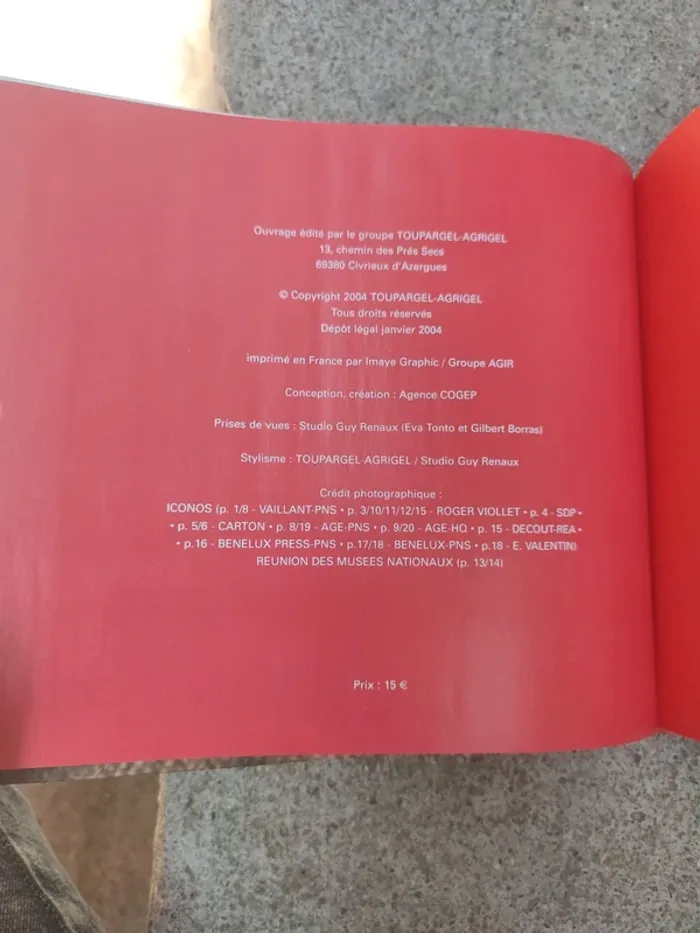 Ouvrage édité par le groupe TOUPARGEL-AGRIGEL
13, chemin des Prés Secs
69380 Civrieux d'Azergues
© Copyright 2004 TOUPARGEL-AGRIGEL
Tous droits réservés
Dépôt légal janvier 2004
imprimé en France par Imaye Graphic / Groupe AGIR
Conception, création : Agence COGEP
Prises de vues : Studio Guy Renaux (Eva Tonto et Gilbert Borras)
Stylisme : TOUPARGEL-AGRIGEL / Studio Guy Renaux
Crédit photographique :
ICONOS (p. 1/8 - VAILLANT-PNS • p. 3/10/11/12/15 - ROGER VIOLLET • p. 4 - SDP •
• p. 5/6 - CARTON • p. 8/19 - AGE-PNS • p. 9/20 - AGE-HQ • p. 15 - DECOUT-REA •
• p.16 - BENELUX PRESS-PNS • p.17/18 - BENELUX-PNS • p.18 - E. VALENTIN)
REUNION DES MUSEES NATIONAUX (p. 13/14)
Prix : 15 €